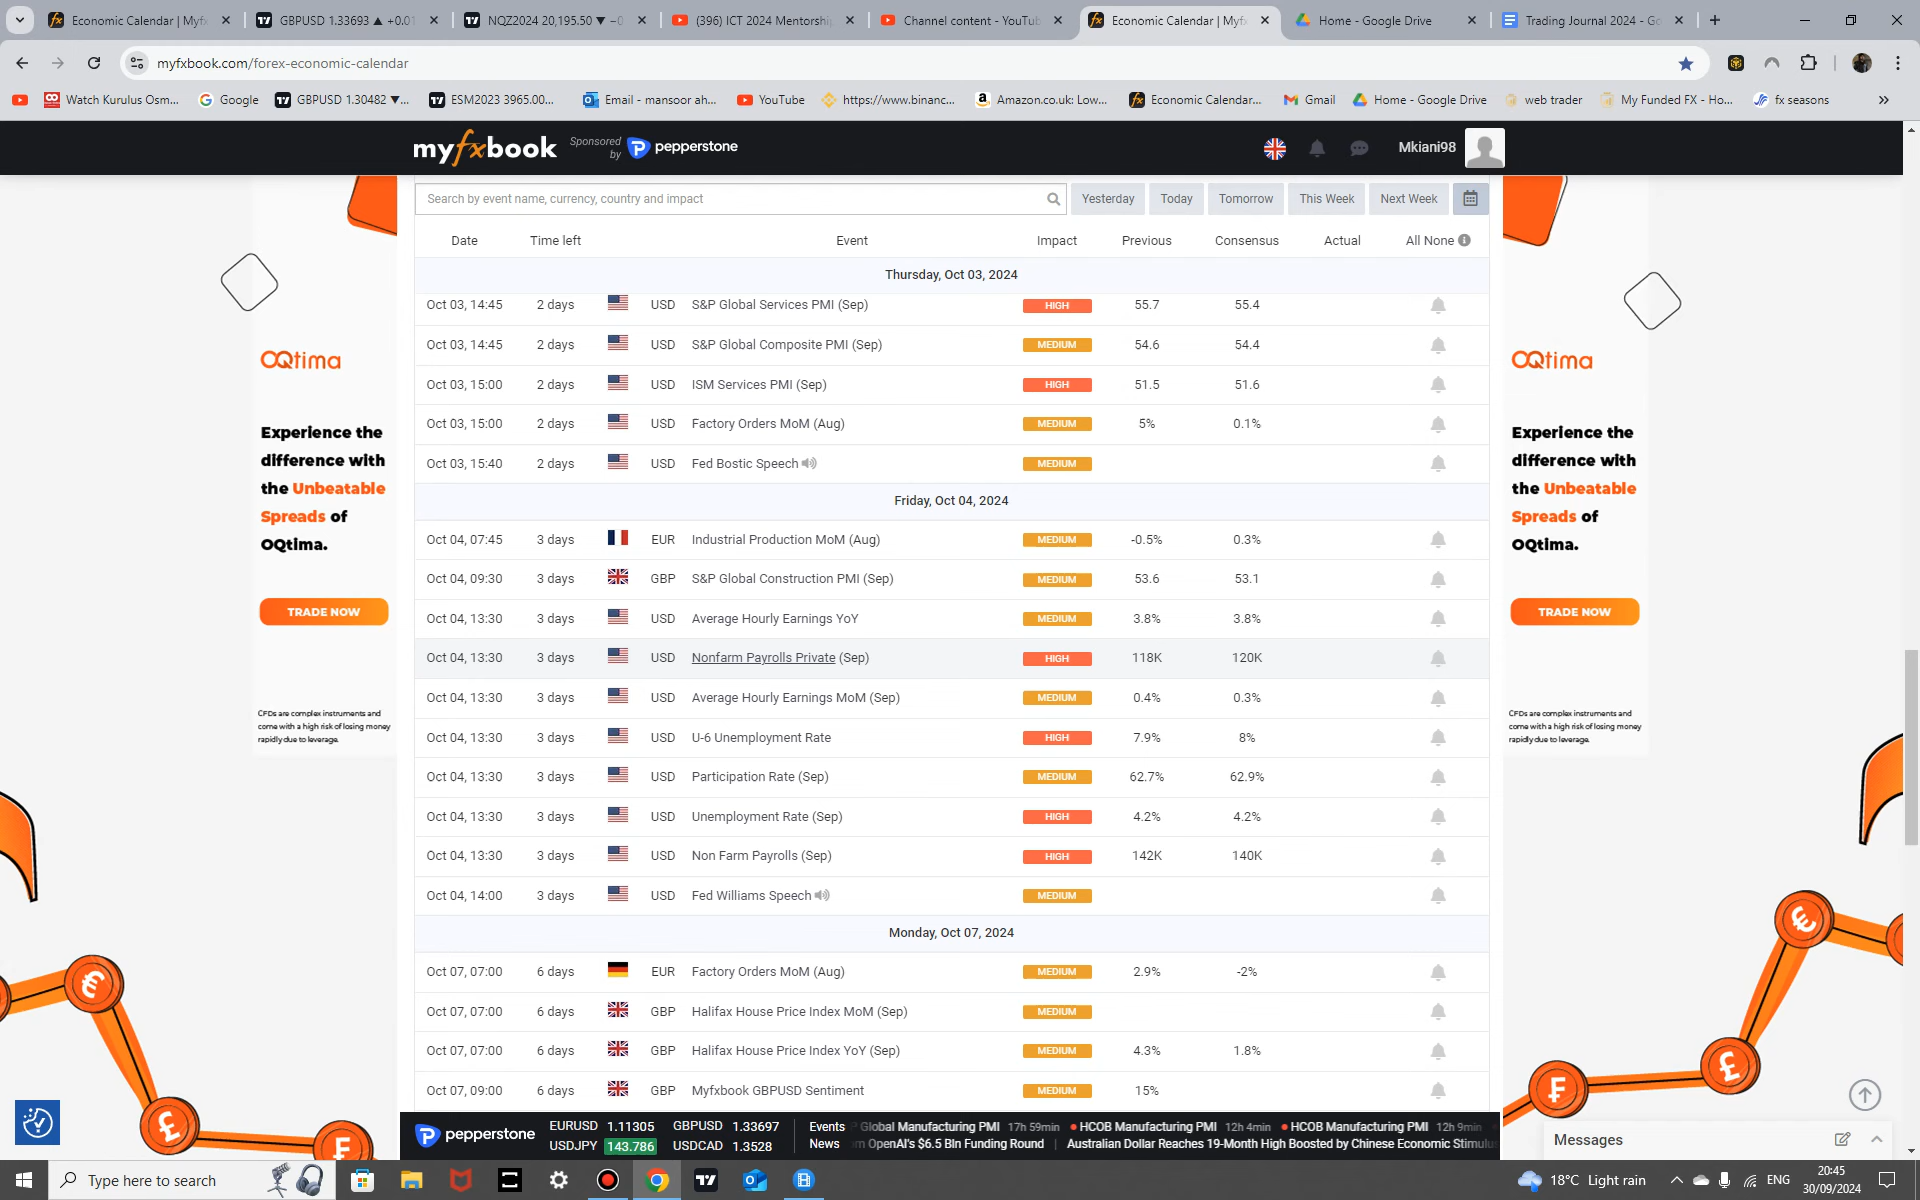 Economic Calendar | Myfx
GBPUSD 1.33693 ▲ +0.01
NQZ2024 20,195.50 ▼ −0
(396) ICT 2024 Mentorship
Channel content - YouTube
Economic Calendar | Myfx
Home - Google Drive
Trading Journal 2024 - Go
myfxbook.com/forex-economic-calendar
Watch Kurulus Osm...
Google
GBPUSD 1.30482 ▼...
ESM2023 3965.00...
Email - mansoor ah...
YouTube
https://www.binanc...
Amazon.co.uk: Low...
Economic Calendar...
Gmail
Home - Google Drive
web trader
My Funded FX - Ho...
fx seasons
myfxbook Sponsored by pepperstone
Mkiani98
Search by event name, currency, country and impact
Yesterday Today Tomorrow This Week Next Week
Date Time left Event Impact Previous Consensus Actual All None
Thursday, Oct 03, 2024
Oct 03, 14:45 2 days USD S&P Global Services PMI (Sep) HIGH 55.7 55.4
Oct 03, 14:45 2 days USD S&P Global Composite PMI (Sep) MEDIUM 54.6 54.4
Oct 03, 15:00 2 days USD ISM Services PMI (Sep) HIGH 51.5 51.6
Oct 03, 15:00 2 days USD Factory Orders MoM (Aug) MEDIUM 5% 0.1%
Oct 03, 15:40 2 days USD Fed Bostic Speech MEDIUM
Friday, Oct 04, 2024
Oct 04, 07:45 3 days EUR Industrial Production MoM (Aug) MEDIUM -0.5% 0.3%
Oct 04, 09:30 3 days GBP S&P Global Construction PMI (Sep) MEDIUM 53.6 53.1
Oct 04, 13:30 3 days USD Average Hourly Earnings YoY MEDIUM 3.8% 3.8%
Oct 04, 13:30 3 days USD Nonfarm Payrolls Private (Sep) HIGH 118K 120K
Oct 04, 13:30 3 days USD Average Hourly Earnings MoM (Sep) MEDIUM 0.4% 0.3%
Oct 04, 13:30 3 days USD U-6 Unemployment Rate HIGH 7.9% 8%
Oct 04, 13:30 3 days USD Participation Rate (Sep) MEDIUM 62.7% 62.9%
Oct 04, 13:30 3 days USD Unemployment Rate (Sep) HIGH 4.2% 4.2%
Oct 04, 13:30 3 days USD Non Farm Payrolls (Sep) HIGH 142K 140K
Oct 04, 14:00 3 days USD Fed Williams Speech MEDIUM
Monday, Oct 07, 2024
Oct 07, 07:00 6 days EUR Factory Orders MoM (Aug) MEDIUM 2.9% -2%
Oct 07, 07:00 6 days GBP Halifax House Price Index MoM (Sep) MEDIUM
Oct 07, 07:00 6 days GBP Halifax House Price Index YoY (Sep) MEDIUM 4.3% 1.8%
Oct 07, 09:00 6 days GBP Myfxbook GBPUSD Sentiment MEDIUM 15%
OQtima
Experience the
difference with
the Unbeatable
Spreads of
OQtima.
TRADE NOW
CFDs are complex instruments and
come with a high risk of losing money
rapidly due to leverage.
OQtima
Experience the
difference with
the Unbeatable
Spreads of
OQtima.
TRADE NOW
CFDs are complex instruments and
come with a high risk of losing money
rapidly due to leverage.
pepperstone
EURUSD 1.11305 GBPUSD 1.33697
USDJPY 143.786 USDCAD 1.3528
Events Global Manufacturing PMI 17h 59min HCOB Manufacturing PMI 12h 4min HCOB Manufacturing PMI 12h 9min
News OpenAI's $6.5 Bln Funding Round | Australian Dollar Reaches 19-Month High Boosted by Chinese Economic Stimulus
Messages
Type here to search
18°C Light rain
ENG
20:45
30/09/2024